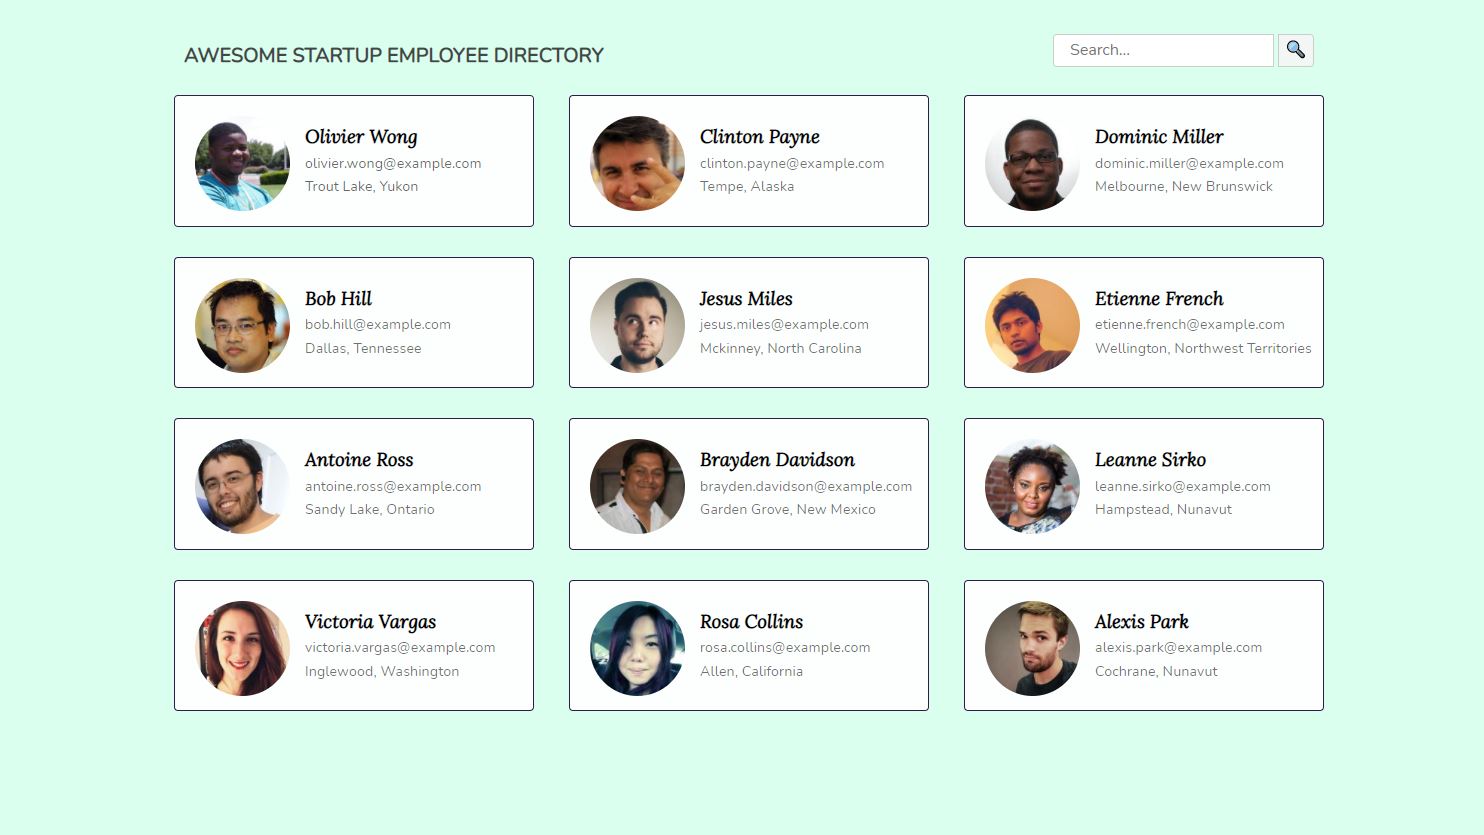 AWESOME STARTUP EMPLOYEE DIRECTORY
Search...
Olivier Wong
olivier.wong@example.com
Trout Lake, Yukon
Clinton Payne
clinton.payne@example.com
Tempe, Alaska
Dominic Miller
dominic.miller@example.com
Melbourne, New Brunswick
Bob Hill
bob.hill@example.com
Dallas, Tennessee
Jesus Miles
jesus.miles@example.com
Mckinney, North Carolina
Etienne French
etienne.french@example.com
Wellington, Northwest Territories
Antoine Ross
antoine.ross@example.com
Sandy Lake, Ontario
Brayden Davidson
brayden.davidson@example.com
Garden Grove, New Mexico
Leanne Sirko
leanne.sirko@example.com
Hampstead, Nunavut
Victoria Vargas
victoria.vargas@example.com
Inglewood, Washington
Rosa Collins
rosa.collins@example.com
Allen, California
Alexis Park
alexis.park@example.com
Cochrane, Nunavut